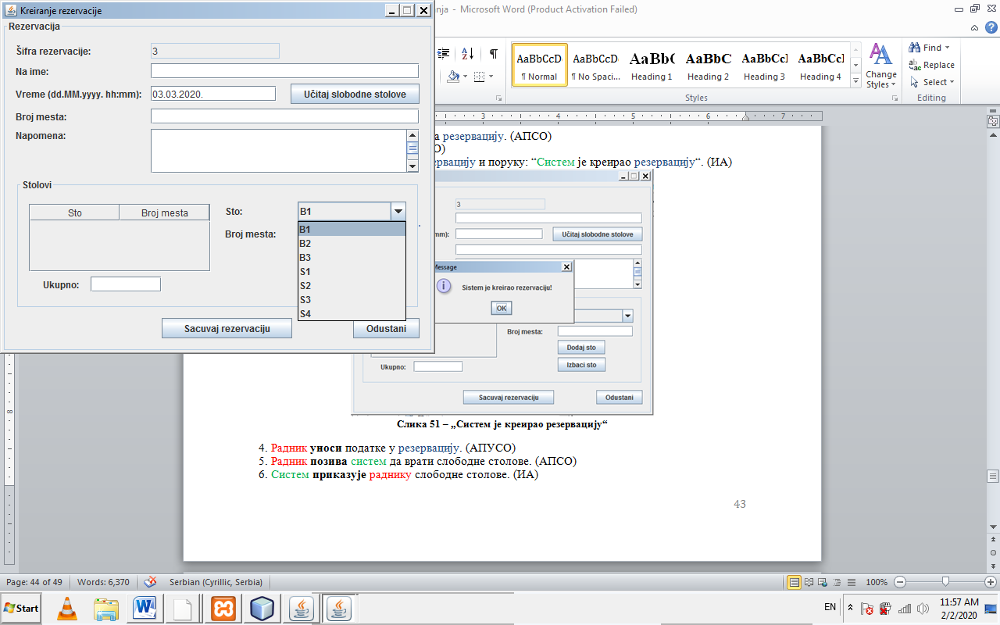 Kreiranje rezervacije
Rezervacija
Šifra rezervacije: 3
Na ime:
Vreme (dd.MM.yyyy. hh:mm): 03.03.2020. Učitaj slobodne stolove
Broj mesta:
Napomena:
Stolovi
Sto Broj mesta
Sto: B1
Broj mesta:
B1
B2
B3
S1
S2
S3
S4
Ukupno:
Sacuvaj rezervaciju Odustani
nja - Microsoft Word (Product Activation Failed)
AaBbCcD AaBbCcD AaBb( AaBbC AaBbCcI AaBbCcI
¶ Normal ¶ No Spaci... Heading 1 Heading 2 Heading 3 Heading 4
Change Styles
Find
Replace
Select
Styles Editing
3 4 5 6 7
а резервацију. (АПСО)
О)
ервацију и поруку: “Систем је креирао резервацију“. (ИА)
3
mm): Učitaj slobodne stolove
Message
Sistem je kreirao rezervaciju!
OK
Broj mesta:
Dodaj sto
Izbaci sto
Ukupno:
Sacuvaj rezervaciju Odustani
Слика 51 – „Систем је креирао резервацију“
4. Радник уноси податке у резервацију. (АПУСО)
5. Радник позива систем да врати слободне столове. (АПСО)
6. Систем приказује раднику слободне столове. (ИА)
43
8
Page: 44 of 49 Words: 6,370 Serbian (Cyrillic, Serbia) 100%
Start EN 11:57 AM
2/2/2020